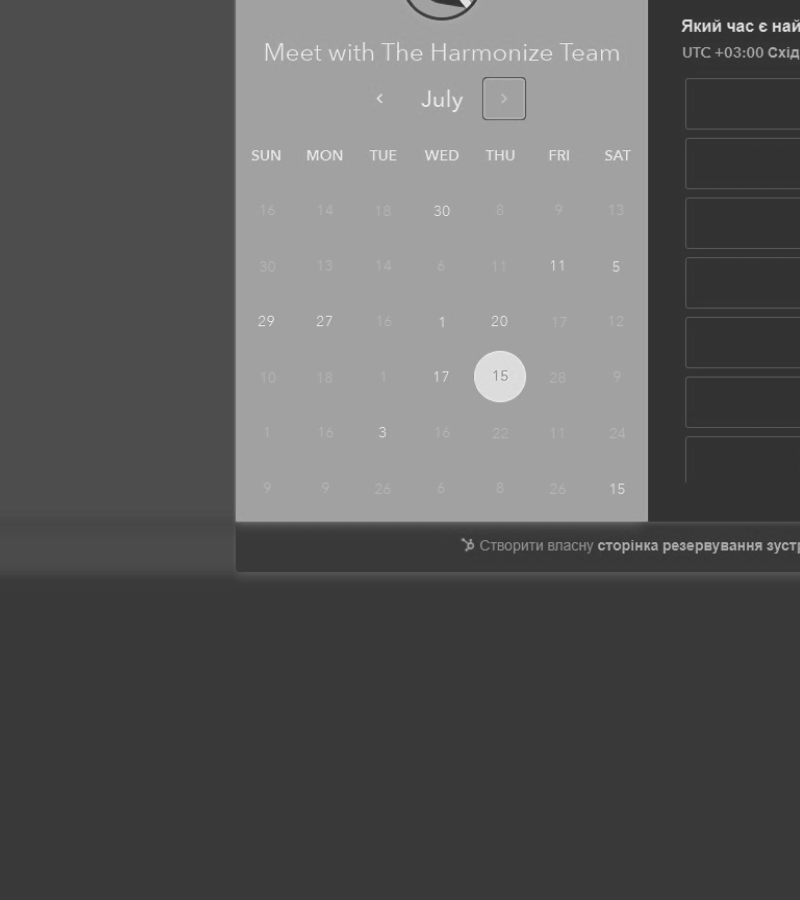 Meet with The Harmonize Team
July
SUN MON TUE WED THU FRI SAT
16 14 18 30 8 9 13
30 13 14 6 11 11 5
29 27 16 1 20 17 12
10 18 1 17 15 28 9
1 16 3 16 22 11 24
9 9 26 6 8 26 15
Який час є най
UTC +03:00 Схід
Створити власну сторінка резервування зуст